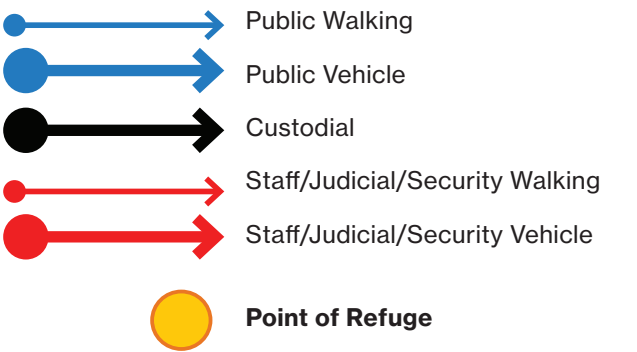 Public Walking
Public Vehicle
Custodial
Staff/Judicial/Security Walking
Staff/Judicial/Security Vehicle
Point of Refuge